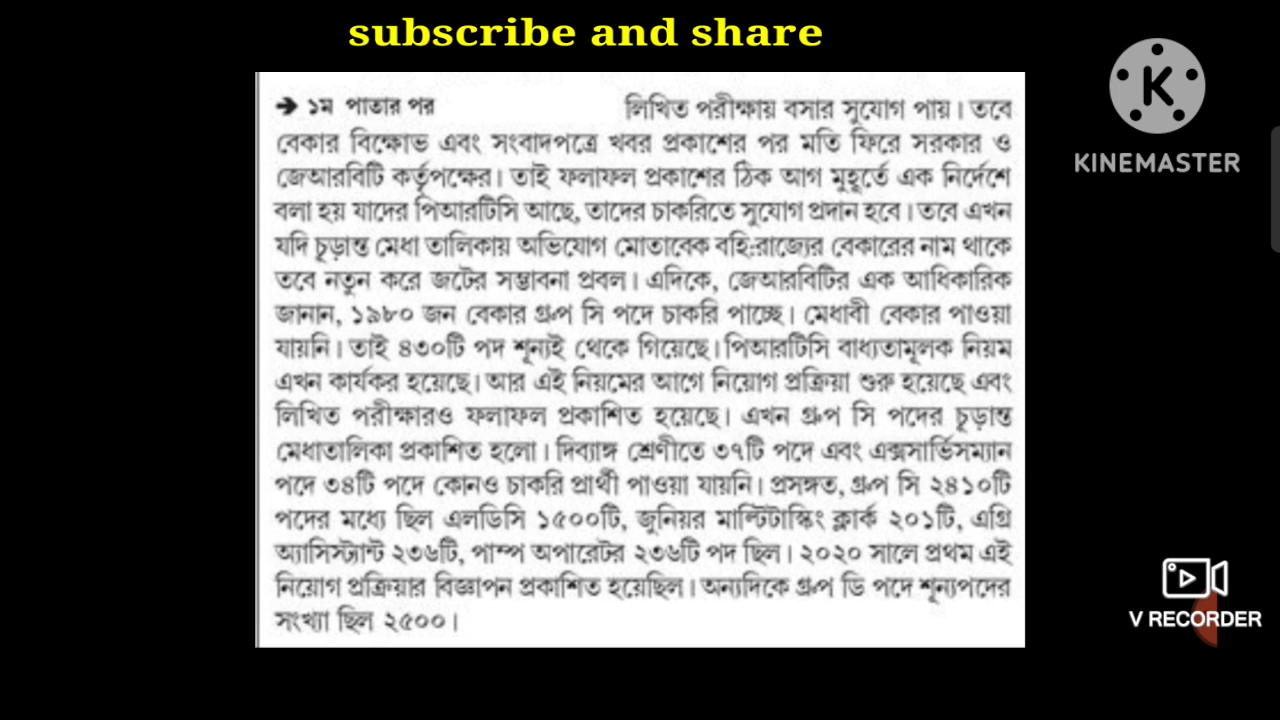 subscribe and share
➔ ১ম পাতার পর লিখিত পরীক্ষায় বসার সুযোগ পায়। তবে
বেকার বিক্ষোভ এবং সংবাদপত্রে খবর প্রকাশের পর মতি ফিরে সরকার ও
জেআরবিটি কর্তৃপক্ষের। তাই ফলাফল প্রকাশের ঠিক আগ মুহূর্তে এক নির্দেশে
বলা হয় যাদের পিআরটিসি আছে, তাদের চাকরিতে সুযোগ প্রদান হবে। তবে এখন
যদি চূড়ান্ত মেধা তালিকায় অভিযোগ মোতাবেক বহি:রাজ্যের বেকারের নাম থাকে
তবে নতুন করে জটের সম্ভাবনা প্রবল। এদিকে, জেআরবিটির এক আধিকারিক
জানান, ১৯৮০ জন বেকার গ্রুপ সি পদে চাকরি পাচ্ছে। মেধাবী বেকার পাওয়া
যায়নি। তাই ৪৩০টি পদ শূন্যই থেকে গিয়েছে। পিআরটিসি বাধ্যতামূলক নিয়ম
এখন কার্যকর হয়েছে। আর এই নিয়মের আগে নিয়োগ প্রক্রিয়া শুরু হয়েছে এবং
লিখিত পরীক্ষারও ফলাফল প্রকাশিত হয়েছে। এখন গ্রুপ সি পদের চূড়ান্ত
মেধাতালিকা প্রকাশিত হলো। দিব্যাঙ্গ শ্রেণীতে ৩৭টি পদে এবং এক্সসার্ভিসম্যান
পদে ৩৪টি পদে কোনও চাকরি প্রার্থী পাওয়া যায়নি। প্রসঙ্গত, গ্রুপ সি ২৪১০টি
পদের মধ্যে ছিল এলডিসি ১৫০০টি, জুনিয়র মাল্টিটাস্কিং ক্লার্ক ২০১টি, এগ্রি
অ্যাসিস্ট্যান্ট ২৩৬টি, পাম্প অপারেটর ২৩৬টি পদ ছিল। ২০২০ সালে প্রথম এই
নিয়োগ প্রক্রিয়ার বিজ্ঞাপন প্রকাশিত হয়েছিল। অন্যদিকে গ্রুপ ডি পদে শূন্যপদের
সংখ্যা ছিল ২৫০০।
K
KINEMASTER
V RECORDER